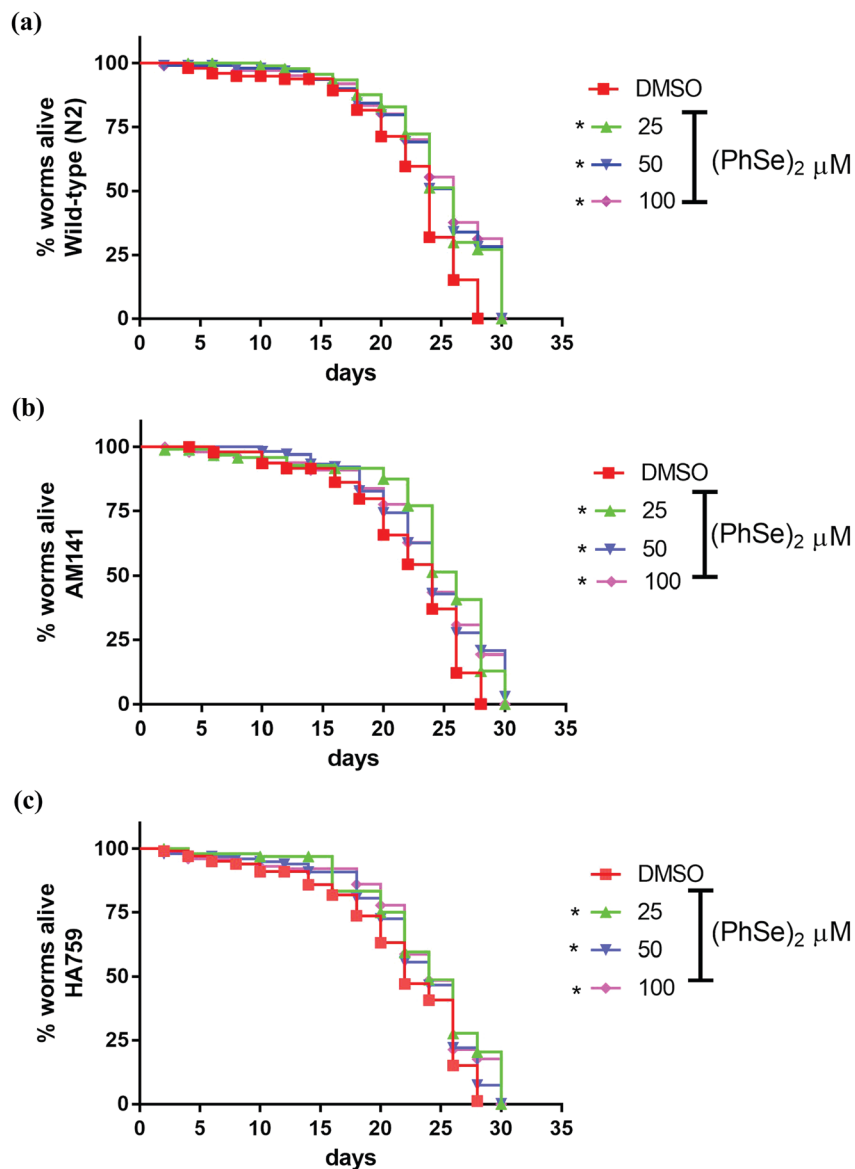 (a)
% worms alive
Wild-type (N2)
100
75
50
25
0
0 5 10 15 20 25 30 35
days
DMSO
* 25
* 50
* 100
(PhSe)2 μM
(b)
% worms alive
AM141
100
75
50
25
0
0 5 10 15 20 25 30 35
days
DMSO
* 25
* 50
* 100
(PhSe)2 μM
(c)
% worms alive
HA759
100
75
50
25
0
0 5 10 15 20 25 30 35
days
DMSO
* 25
* 50
* 100
(PhSe)2 μM